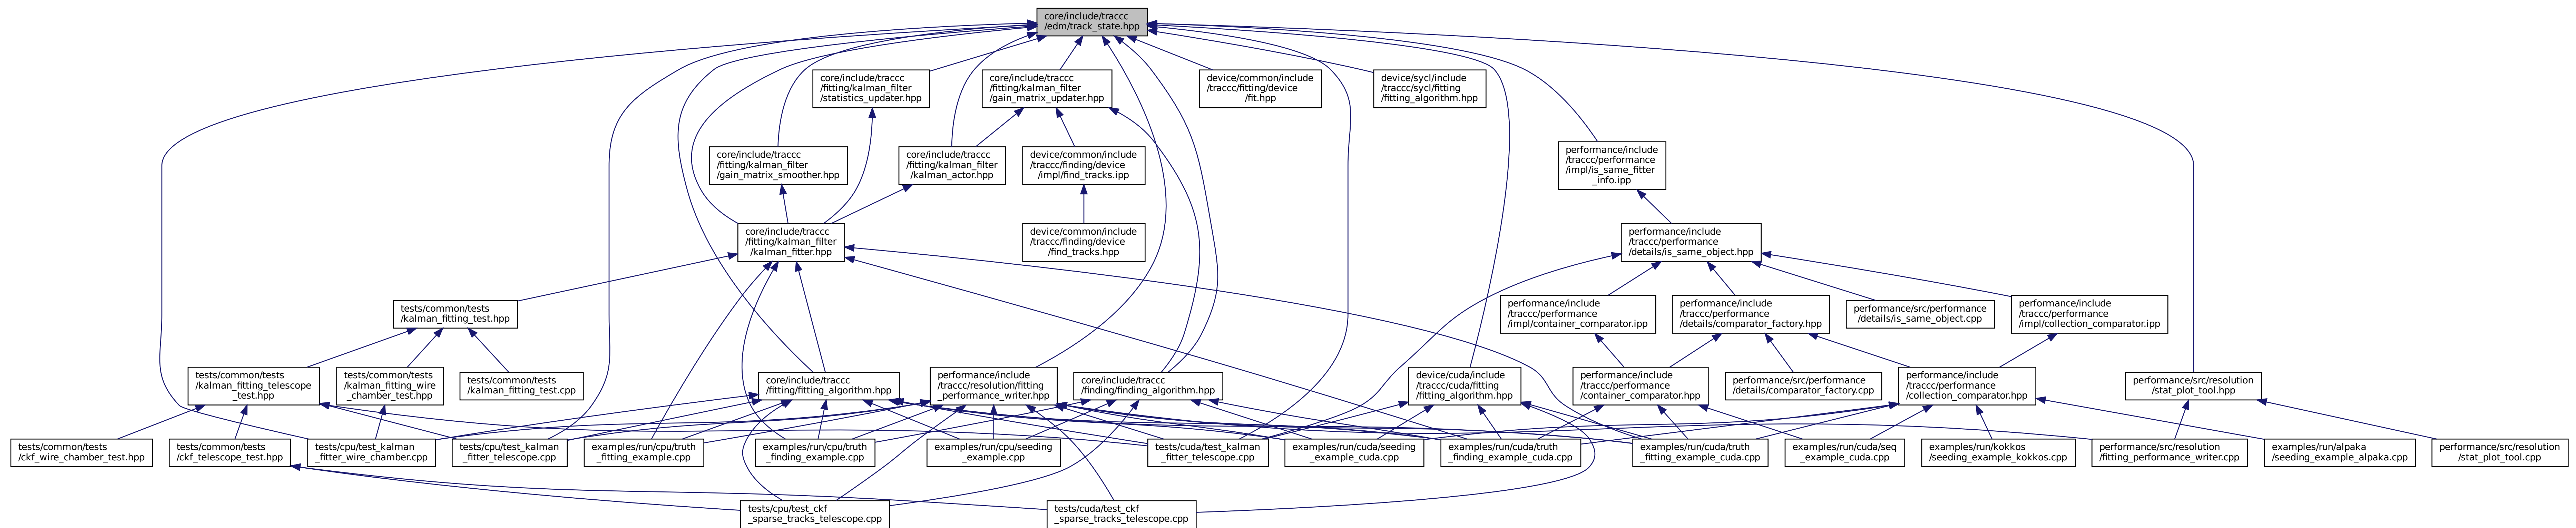 core/include/traccc
/edm/track_state.hpp
core/include/traccc
/fitting/kalman_filter
/statistics_updater.hpp
core/include/traccc
/fitting/kalman_filter
/gain_matrix_updater.hpp
device/common/include
/traccc/fitting/device
/fit.hpp
device/sycl/include
/traccc/sycl/fitting
/fitting_algorithm.hpp
core/include/traccc
/fitting/kalman_filter
/gain_matrix_smoother.hpp
core/include/traccc
/fitting/kalman_filter
/kalman_actor.hpp
device/common/include
/traccc/finding/device
/impl/find_tracks.ipp
performance/include
/traccc/performance
/impl/is_same_fitter
_info.ipp
core/include/traccc
/fitting/kalman_filter
/kalman_fitter.hpp
device/common/include
/traccc/finding/device
/find_tracks.hpp
performance/include
/traccc/performance
/details/is_same_object.hpp
tests/common/tests
/kalman_fitting_test.hpp
performance/include
/traccc/performance
/impl/container_comparator.ipp
performance/include
/traccc/performance
/details/comparator_factory.hpp
performance/src/performance
/details/is_same_object.cpp
performance/include
/traccc/performance
/impl/collection_comparator.ipp
tests/common/tests
/kalman_fitting_telescope
_test.hpp
tests/common/tests
/kalman_fitting_wire
_chamber_test.hpp
tests/common/tests
/kalman_fitting_test.cpp
core/include/traccc
/fitting/fitting_algorithm.hpp
performance/include
/traccc/resolution/fitting
_performance_writer.hpp
core/include/traccc
/finding/finding_algorithm.hpp
device/cuda/include
/traccc/cuda/fitting
/fitting_algorithm.hpp
performance/include
/traccc/performance
/container_comparator.hpp
performance/src/performance
/details/comparator_factory.cpp
performance/include
/traccc/performance
/collection_comparator.hpp
performance/src/resolution
/stat_plot_tool.hpp
tests/common/tests
/ckf_wire_chamber_test.hpp
tests/common/tests
/ckf_telescope_test.hpp
tests/cpu/test_kalman
_fitter_wire_chamber.cpp
tests/cpu/test_kalman
_fitter_telescope.cpp
examples/run/cpu/truth
_fitting_example.cpp
examples/run/cpu/truth
_finding_example.cpp
examples/run/cpu/seeding
_example.cpp
tests/cuda/test_kalman
_fitter_telescope.cpp
examples/run/cuda/seeding
_example_cuda.cpp
examples/run/cuda/truth
_finding_example_cuda.cpp
examples/run/cuda/truth
_fitting_example_cuda.cpp
examples/run/cuda/seq
_example_cuda.cpp
examples/run/kokkos
/seeding_example_kokkos.cpp
performance/src/resolution
/fitting_performance_writer.cpp
examples/run/alpaka
/seeding_example_alpaka.cpp
performance/src/resolution
/stat_plot_tool.cpp
tests/cpu/test_ckf
_sparse_tracks_telescope.cpp
tests/cuda/test_ckf
_sparse_tracks_telescope.cpp